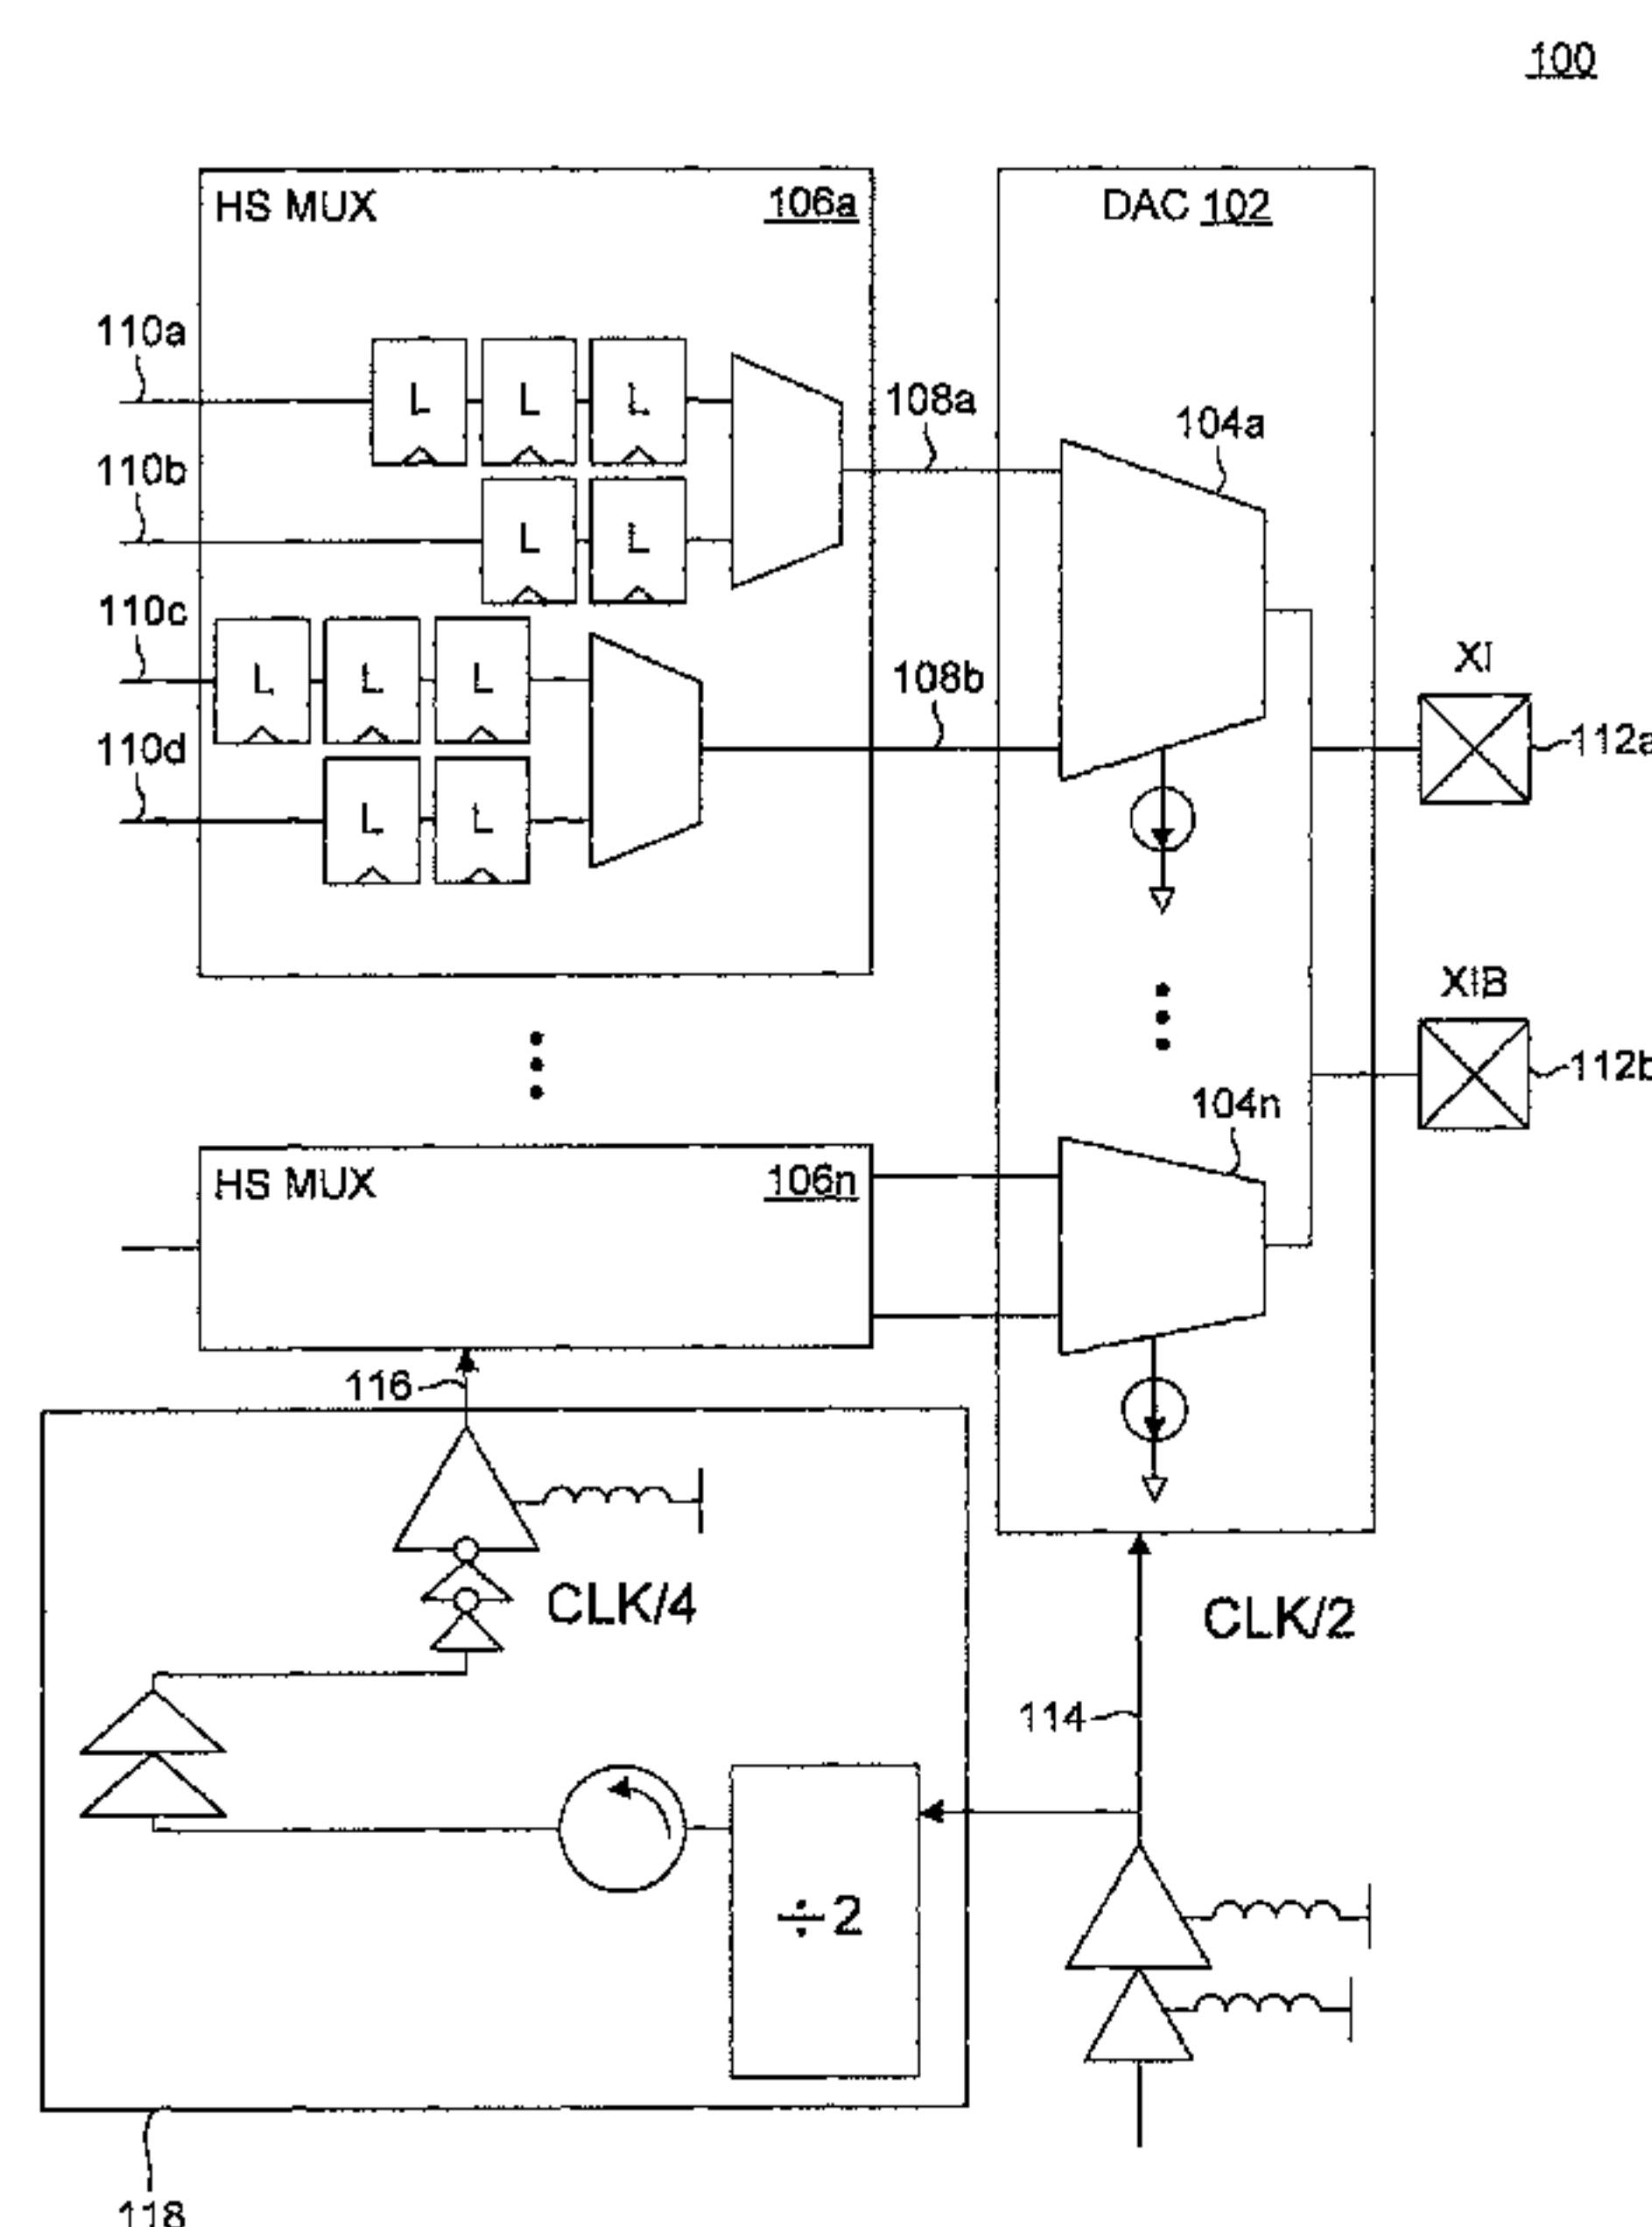 100
HS MUX 106a
DAC 102
110a
L L L
108a
104a
110b
L L
110c
L L L
108b
XI
110d
112a
L L
XIB
112b
104n
HS MUX 106n
116
CLK/4
CLK/2
114
÷2
118